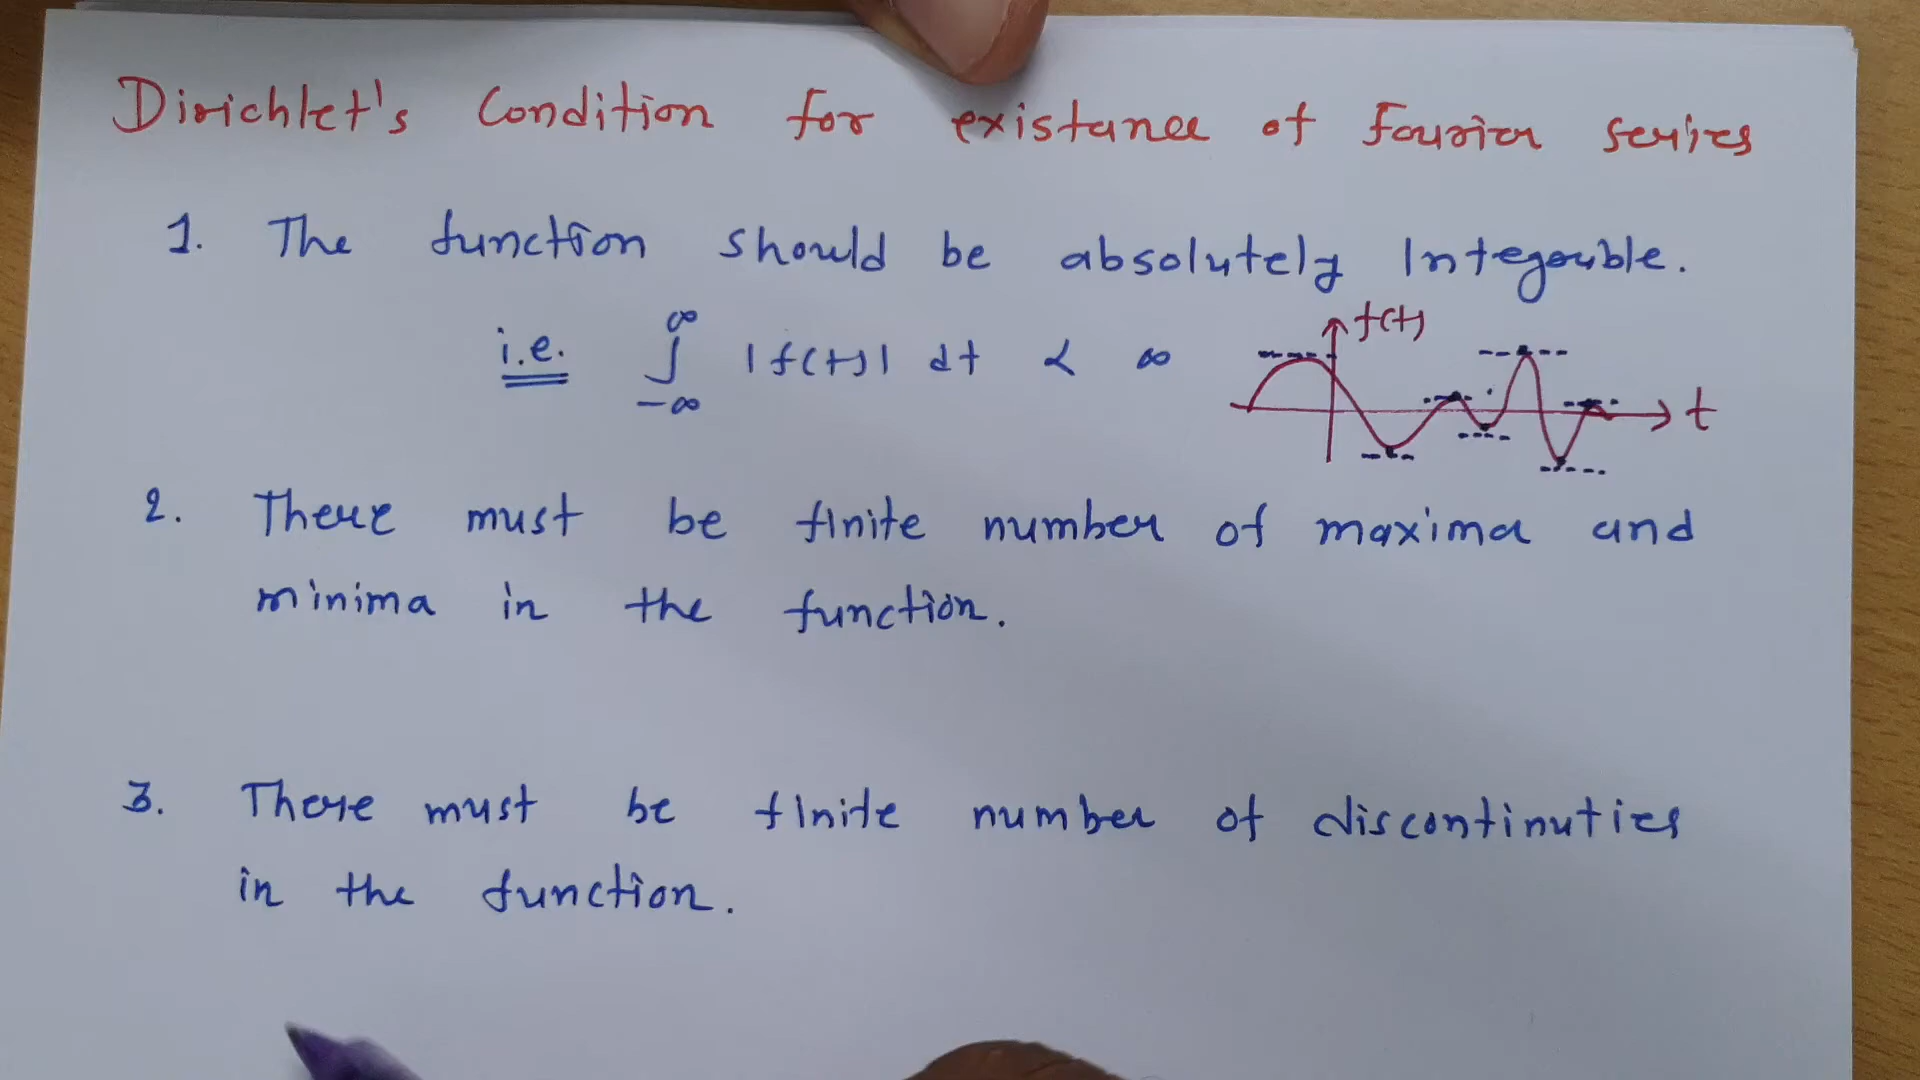 Dirichlet's Condition for existance of Fourier series
1. The function should be absolutely Integrable.
i.e. ∫_{-∞}^{∞} |f(t)| dt < ∞
f(t)
t
2. There must be finite number of maxima and
minima in the function.
3. There must be finite number of discontinuties
in the function.